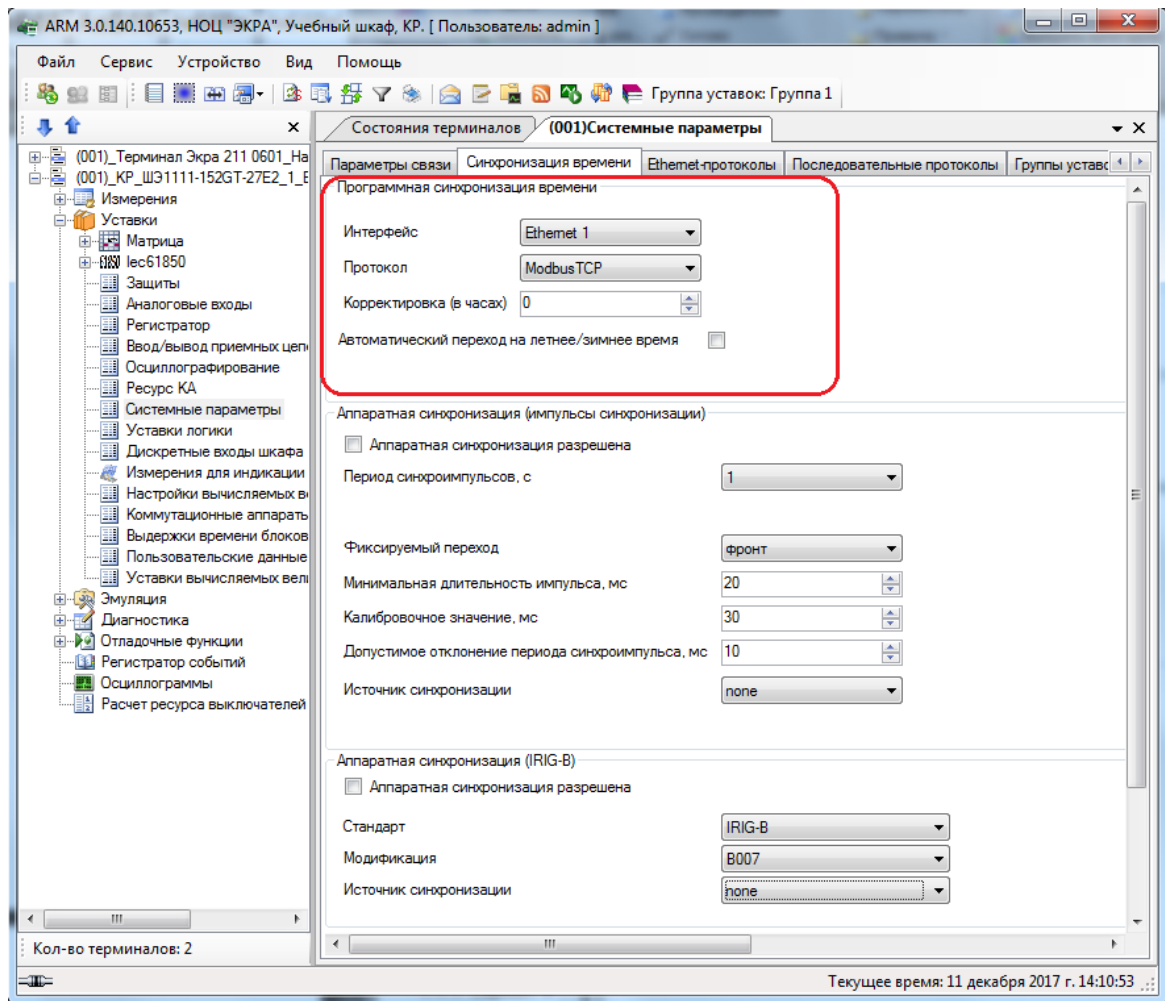 ARM 3.0.140.10653, НОЦ "ЭКРА", Учебный шкаф, КР. [ Пользователь: admin ]
Файл Сервис Устройство Вид Помощь
Группа уставок: Группа 1
Состояния терминалов (001)Системные параметры
Параметры связи Синхронизация времени Ethernet-протоколы Последовательные протоколы Группы уставо
(001)_Терминал Экра 211 0601_На
(001)_КР_ШЭ1111-152GT-27E2_1_Е
Измерения
Уставки
Матрица
Iec61850
Защиты
Аналоговые входы
Регистратор
Ввод/вывод приемных цеп
Осциллографирование
Ресурс КА
Системные параметры
Уставки логики
Дискретные входы шкафа
Измерения для индикации
Настройки вычисляемых в
Коммутационные аппарать
Выдержки времени блоков
Пользовательские данные
Уставки вычисляемых вел
Эмуляция
Диагностика
Отладочные функции
Регистратор событий
Осциллограммы
Расчет ресурса выключателей
Программная синхронизация времени
Интерфейс Ethernet 1
Протокол ModbusTCP
Корректировка (в часах) 0
Автоматический переход на летнее/зимнее время
Аппаратная синхронизация (импульсы синхронизации)
Аппаратная синхронизация разрешена
Период синхроимпульсов, с 1
Фиксируемый переход фронт
Минимальная длительность импульса, мс 20
Калибровочное значение, мс 30
Допустимое отклонение периода синхроимпульса, мс 10
Источник синхронизации none
Аппаратная синхронизация (IRIG-B)
Аппаратная синхронизация разрешена
Стандарт IRIG-B
Модификация B007
Источник синхронизации none
Кол-во терминалов: 2
Текущее время: 11 декабря 2017 г. 14:10:53